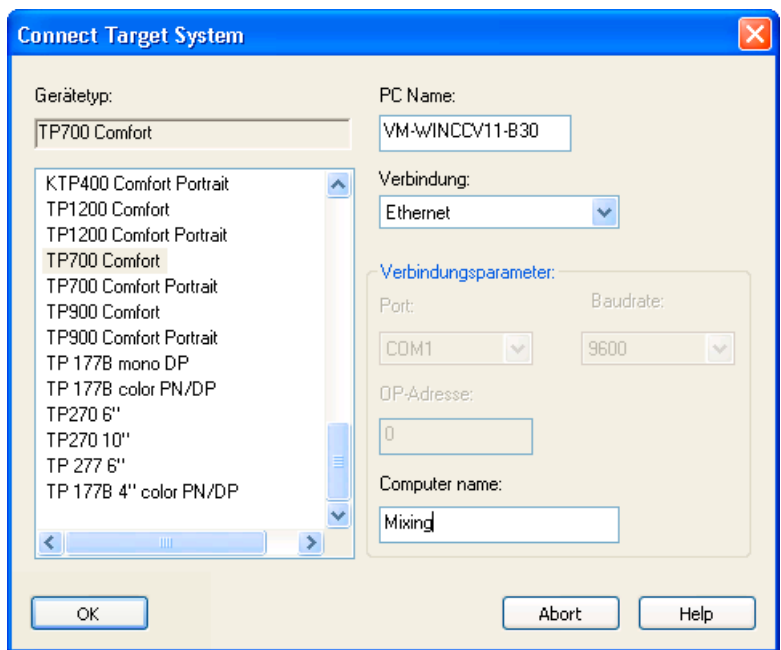 Connect Target System
Gerätetyp:
TP700 Comfort
KTP400 Comfort Portrait
TP1200 Comfort
TP1200 Comfort Portrait
TP700 Comfort
TP700 Comfort Portrait
TP900 Comfort
TP900 Comfort Portrait
TP 177B mono DP
TP 177B color PN/DP
TP270 6''
TP270 10''
TP 277 6''
TP 177B 4'' color PN/DP
PC Name:
VM-WINCCV11-B30
Verbindung:
Ethernet
Verbindungsparameter:
Port:
Baudrate:
COM1
9600
OP-Adresse:
0
Computer name:
Mixing
OK
Abort
Help